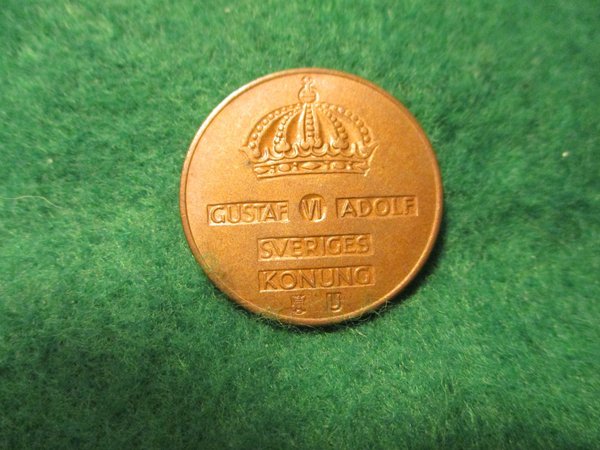 GUSTAF VI ADOLF
SVERIGES
KONUNG
U